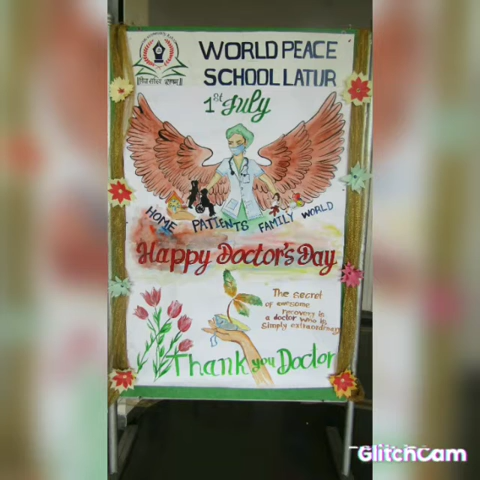 WORLD PEACE
SCHOOL LATUR
1st July
HOME PATIENTS FAMILY WORLD
Happy Doctor's Day
The secret
of awesome
recovery is
a doctor who is
simply extraordinary
Thank you Doctor
GlitchCam